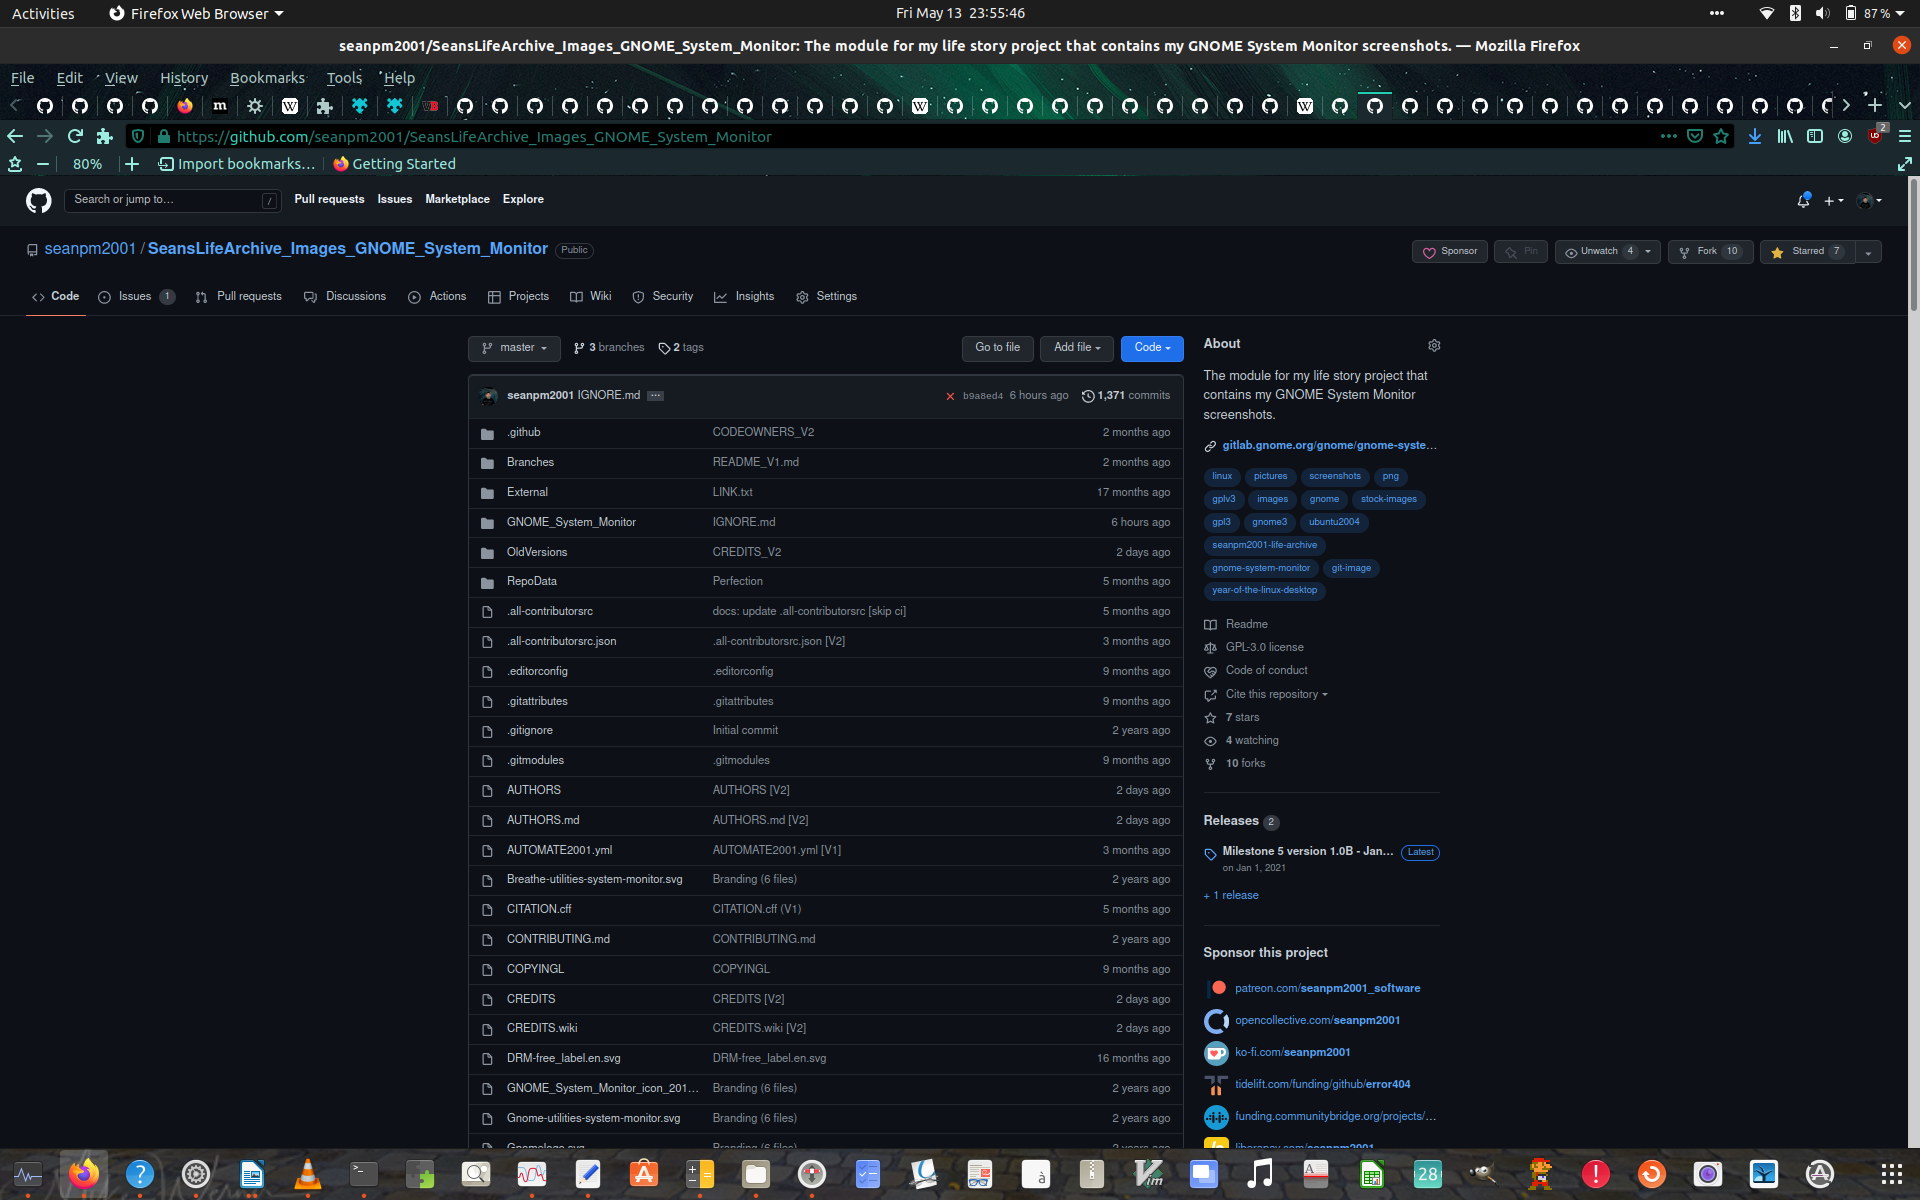 Activities
Firefox Web Browser
Fri May 13 23:55:46
87 %
seanpm2001/SeansLifeArchive_Images_GNOME_System_Monitor: The module for my life story project that contains my GNOME System Monitor screenshots. — Mozilla Firefox
File Edit View History Bookmarks Tools Help
https://github.com/seanpm2001/SeansLifeArchive_Images_GNOME_System_Monitor
2
80%
Import bookmarks…
Getting Started
Search or jump to… /
Pull requests Issues Marketplace Explore
seanpm2001 / SeansLifeArchive_Images_GNOME_System_Monitor Public
Sponsor Pin Unwatch 4 Fork 10 Starred 7
Code Issues 1 Pull requests Discussions Actions Projects Wiki Security Insights Settings
master 3 branches 2 tags Go to file Add file Code
seanpm2001 IGNORE.md ... b9a8ed4 6 hours ago 1,371 commits
.github CODEOWNERS_V2 2 months ago
Branches README_V1.md 2 months ago
External LINK.txt 17 months ago
GNOME_System_Monitor IGNORE.md 6 hours ago
OldVersions CREDITS_V2 2 days ago
RepoData Perfection 5 months ago
.all-contributorsrc docs: update .all-contributorsrc [skip ci] 5 months ago
.all-contributorsrc.json .all-contributorsrc.json [V2] 3 months ago
.editorconfig .editorconfig 9 months ago
.gitattributes .gitattributes 9 months ago
.gitignore Initial commit 2 years ago
.gitmodules .gitmodules 9 months ago
AUTHORS AUTHORS [V2] 2 days ago
AUTHORS.md AUTHORS.md [V2] 2 days ago
AUTOMATE2001.yml AUTOMATE2001.yml [V1] 3 months ago
Breathe-utilities-system-monitor.svg Branding (6 files) 2 years ago
CITATION.cff CITATION.cff (V1) 5 months ago
CONTRIBUTING.md CONTRIBUTING.md 2 years ago
COPYINGL COPYINGL 9 months ago
CREDITS CREDITS [V2] 2 days ago
CREDITS.wiki CREDITS.wiki [V2] 2 days ago
DRM-free_label.en.svg DRM-free_label.en.svg 16 months ago
GNOME_System_Monitor_icon_201… Branding (6 files) 2 years ago
Gnome-utilities-system-monitor.svg Branding (6 files) 2 years ago
About
The module for my life story project that
contains my GNOME System Monitor
screenshots.
gitlab.gnome.org/gnome/gnome-syste…
linux pictures screenshots png
gplv3 images gnome stock-images
gpl3 gnome3 ubuntu2004
seanpm2001-life-archive
gnome-system-monitor git-image
year-of-the-linux-desktop
Readme
GPL-3.0 license
Code of conduct
Cite this repository
7 stars
4 watching
10 forks
Releases 2
Milestone 5 version 1.0B - Jan… Latest
on Jan 1, 2021
+ 1 release
Sponsor this project
patreon.com/seanpm2001_software
opencollective.com/seanpm2001
ko-fi.com/seanpm2001
tidelift.com/funding/github/error404
funding.communitybridge.org/projects/…
28